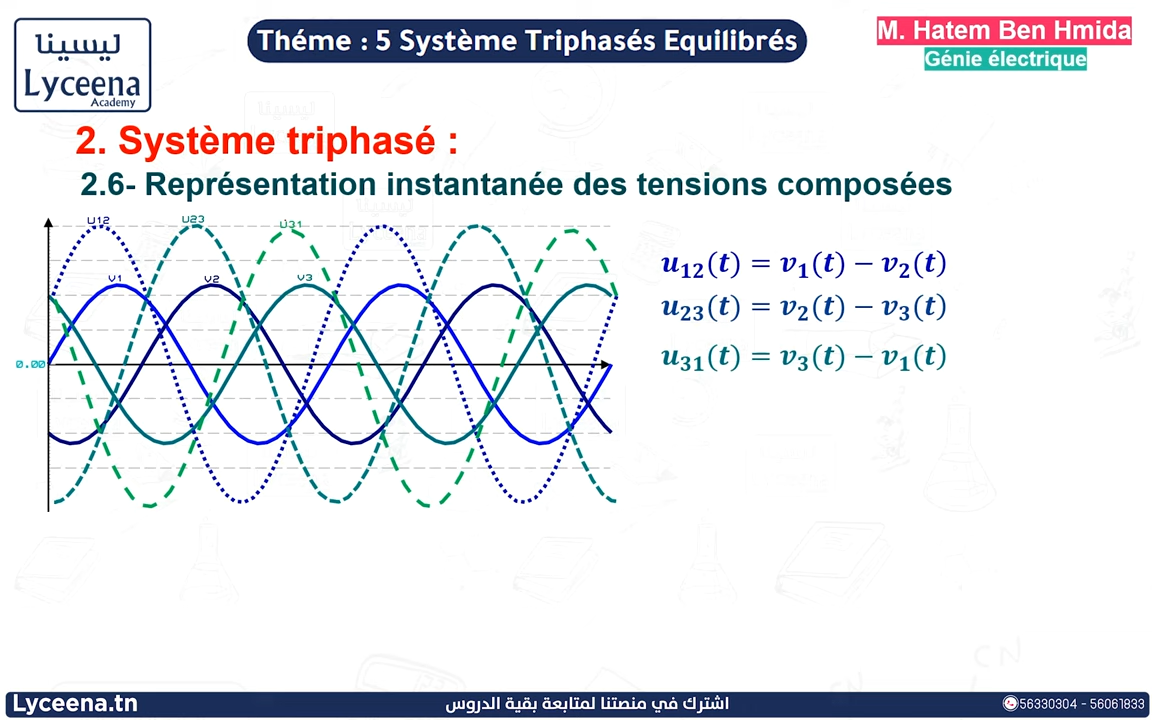 ليسينا
Lyceena
Academy
Théme : 5 Système Triphasés Equilibrés
M. Hatem Ben Hmida
Génie électrique
2. Système triphasé :
2.6- Représentation instantanée des tensions composées
U12
U23
U31
V1
V2
V3
0.00
u₁₂(t) = v₁(t) − v₂(t)
u₂₃(t) = v₂(t) − v₃(t)
u₃₁(t) = v₃(t) − v₁(t)
CN
Lyceena.tn
اشترك في منصتنا لمتابعة بقية الدروس
56330304 - 56061833